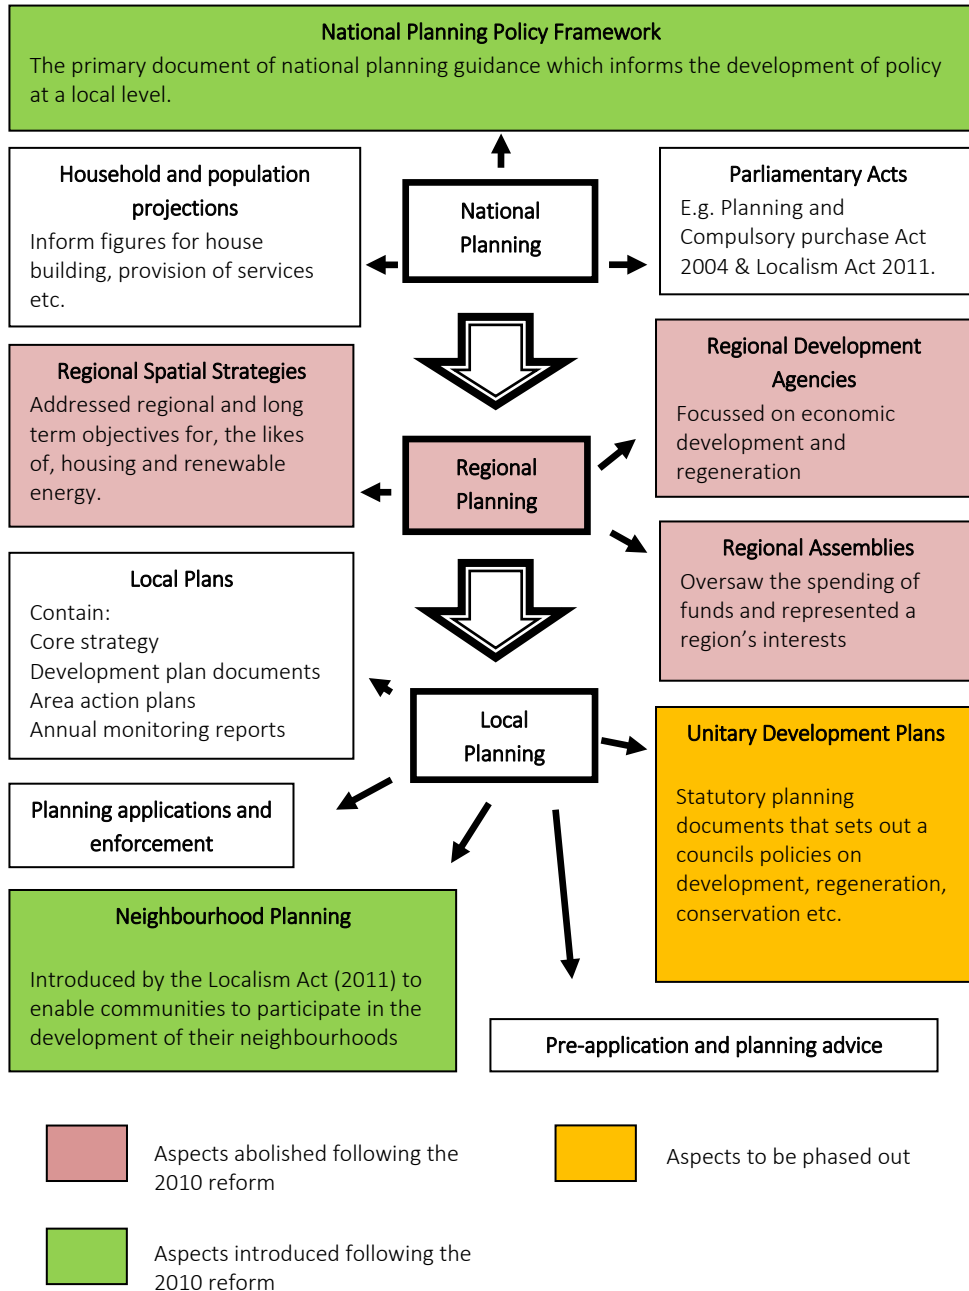 National Planning Policy Framework
The primary document of national planning guidance which informs the development of policy
at a local level.
Household and population
projections
Inform figures for house
building, provision of services
etc.
National
Planning
Parliamentary Acts
E.g. Planning and
Compulsory purchase Act
2004 & Localism Act 2011.
Regional Spatial Strategies
Addressed regional and long
term objectives for, the likes
of, housing and renewable
energy.
Regional
Planning
Regional Development
Agencies
Focussed on economic
development and
regeneration
Regional Assemblies
Oversaw the spending of
funds and represented a
region’s interests
Local Plans
Contain:
Core strategy
Development plan documents
Area action plans
Annual monitoring reports
Local
Planning
Unitary Development Plans
Statutory planning
documents that sets out a
councils policies on
development, regeneration,
conservation etc.
Planning applications and
enforcement
Neighbourhood Planning
Introduced by the Localism Act (2011) to
enable communities to participate in the
development of their neighbourhoods
Pre-application and planning advice
Aspects abolished following the
2010 reform
Aspects to be phased out
Aspects introduced following the
2010 reform